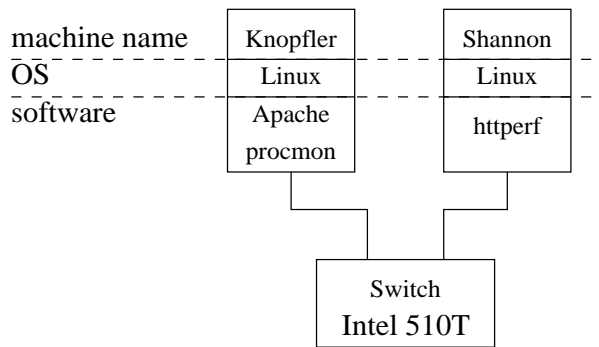 machine name Knopfler Shannon
OS Linux Linux
software Apache httperf
procmon
Switch
Intel 510T